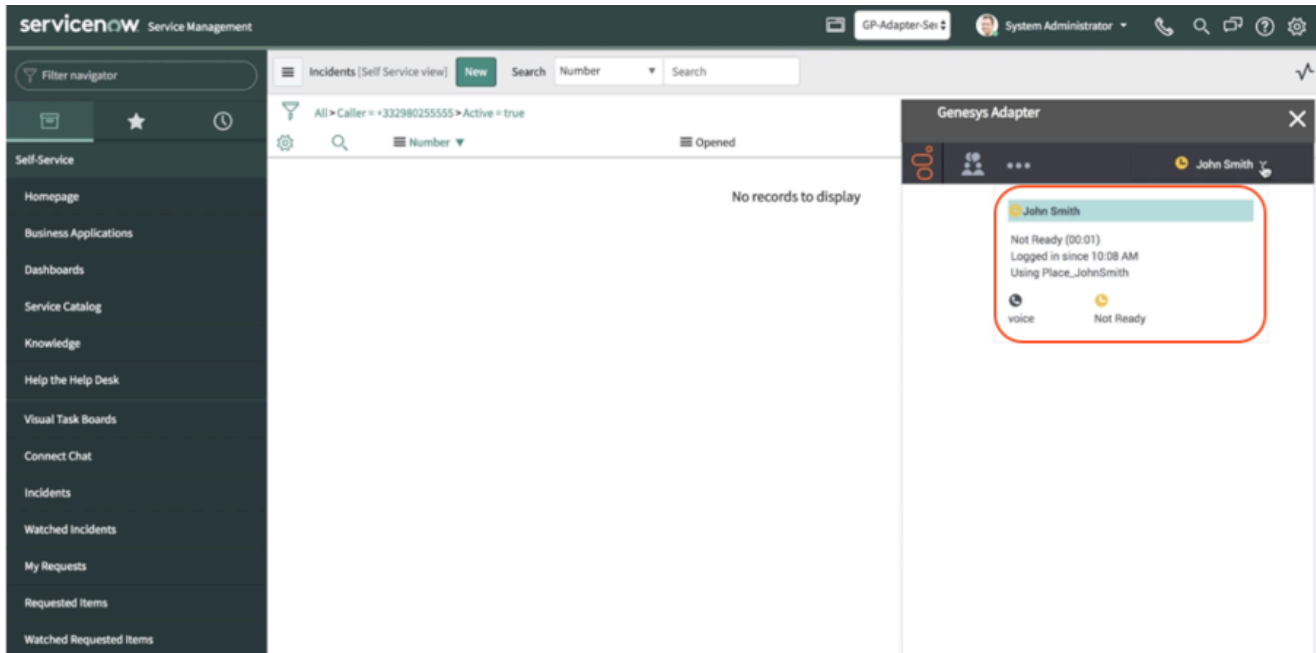 servicenow Service Management
GP-Adapter-Ser
System Administrator
Filter navigator
Incidents [Self Service view]
New
Search
Number
Search
All > Caller = +332980255555 > Active = true
Number
Opened
No records to display
Self-Service
Homepage
Business Applications
Dashboards
Service Catalog
Knowledge
Help the Help Desk
Visual Task Boards
Connect Chat
Incidents
Watched Incidents
My Requests
Requested Items
Watched Requested Items
Genesys Adapter
John Smith
John Smith
Not Ready (00:01)
Logged in since 10:08 AM
Using Place_JohnSmith
voice
Not Ready